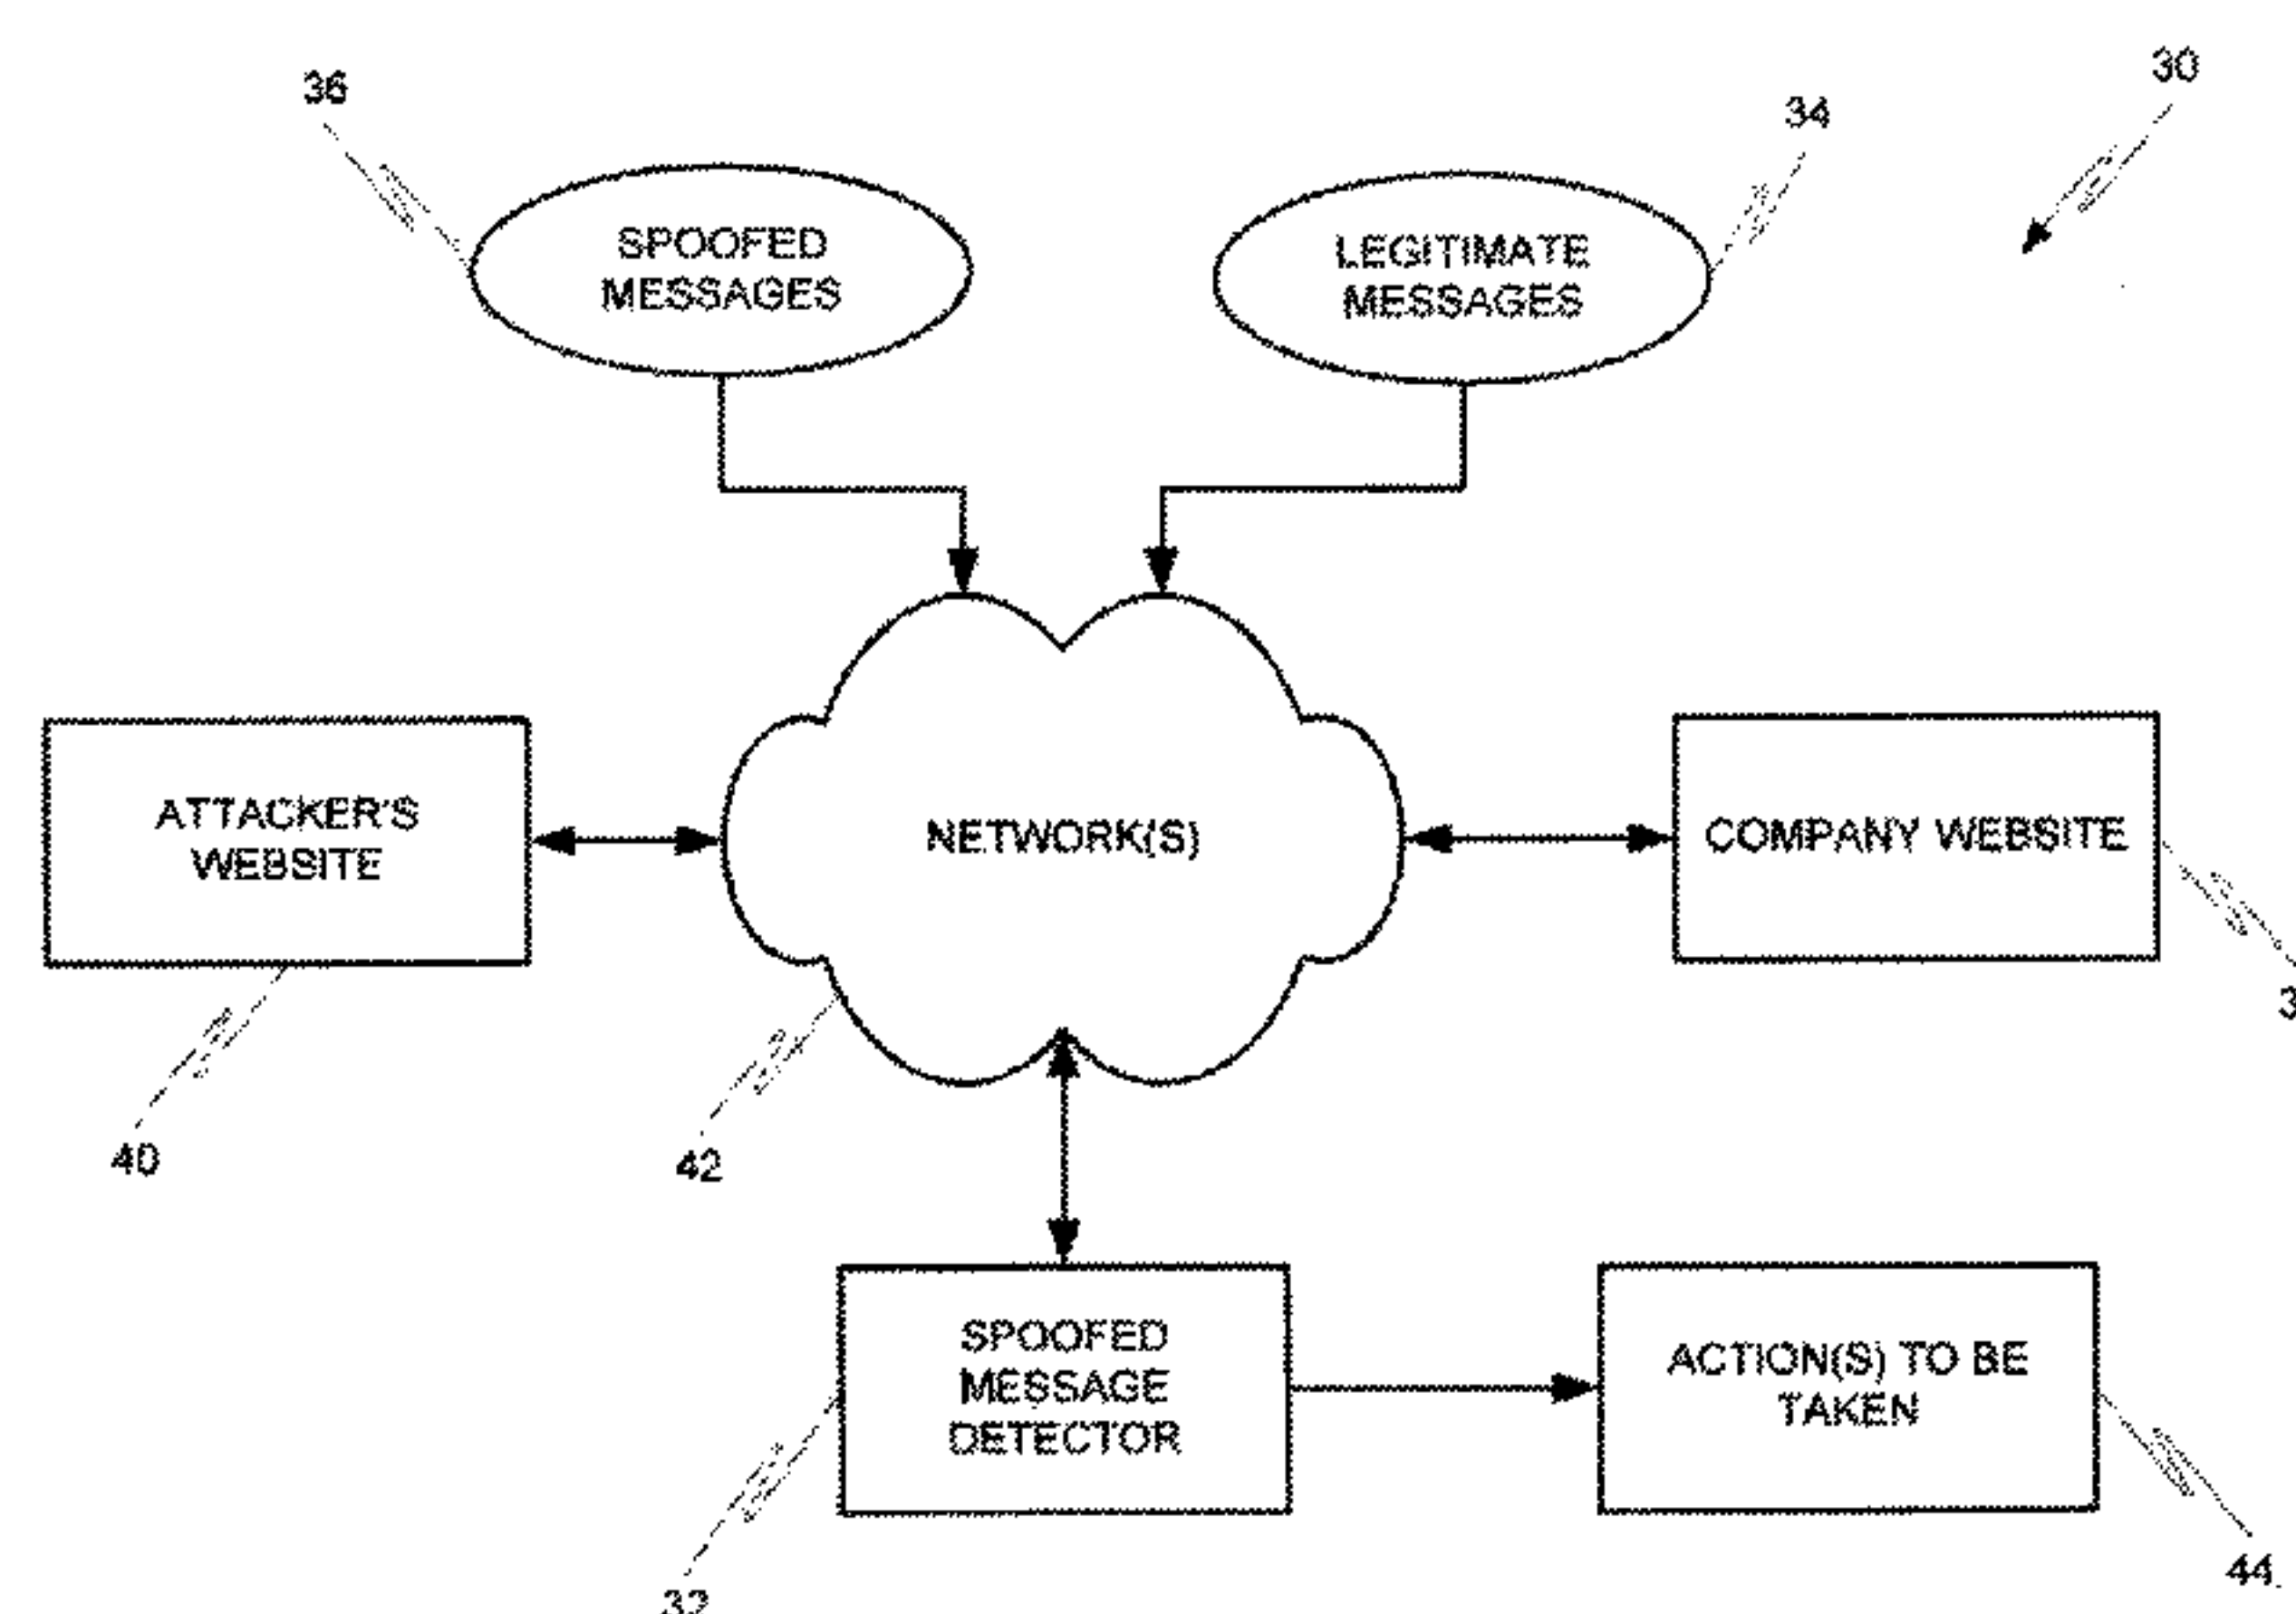 36
30
34
SPOOFED
MESSAGES
LEGITIMATE
MESSAGES
ATTACKER'S
WEBSITE
NETWORK(S)
COMPANY WEBSITE
40
42
SPOOFED
MESSAGE
DETECTOR
ACTION(S) TO BE
TAKEN
32
44